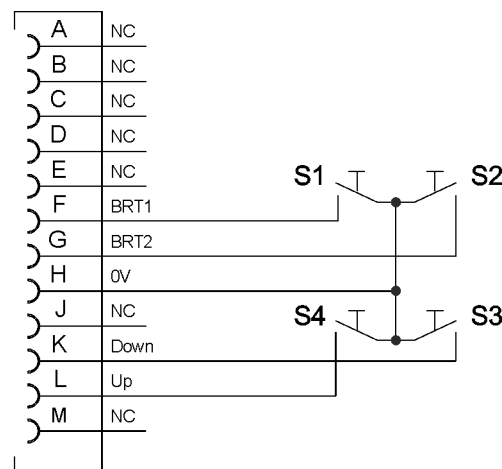 A NC
B NC
C NC
D NC
E NC
S1 S2
F BRT1
G BRT2
H 0V
S4 S3
J NC
K Down
L Up
M NC